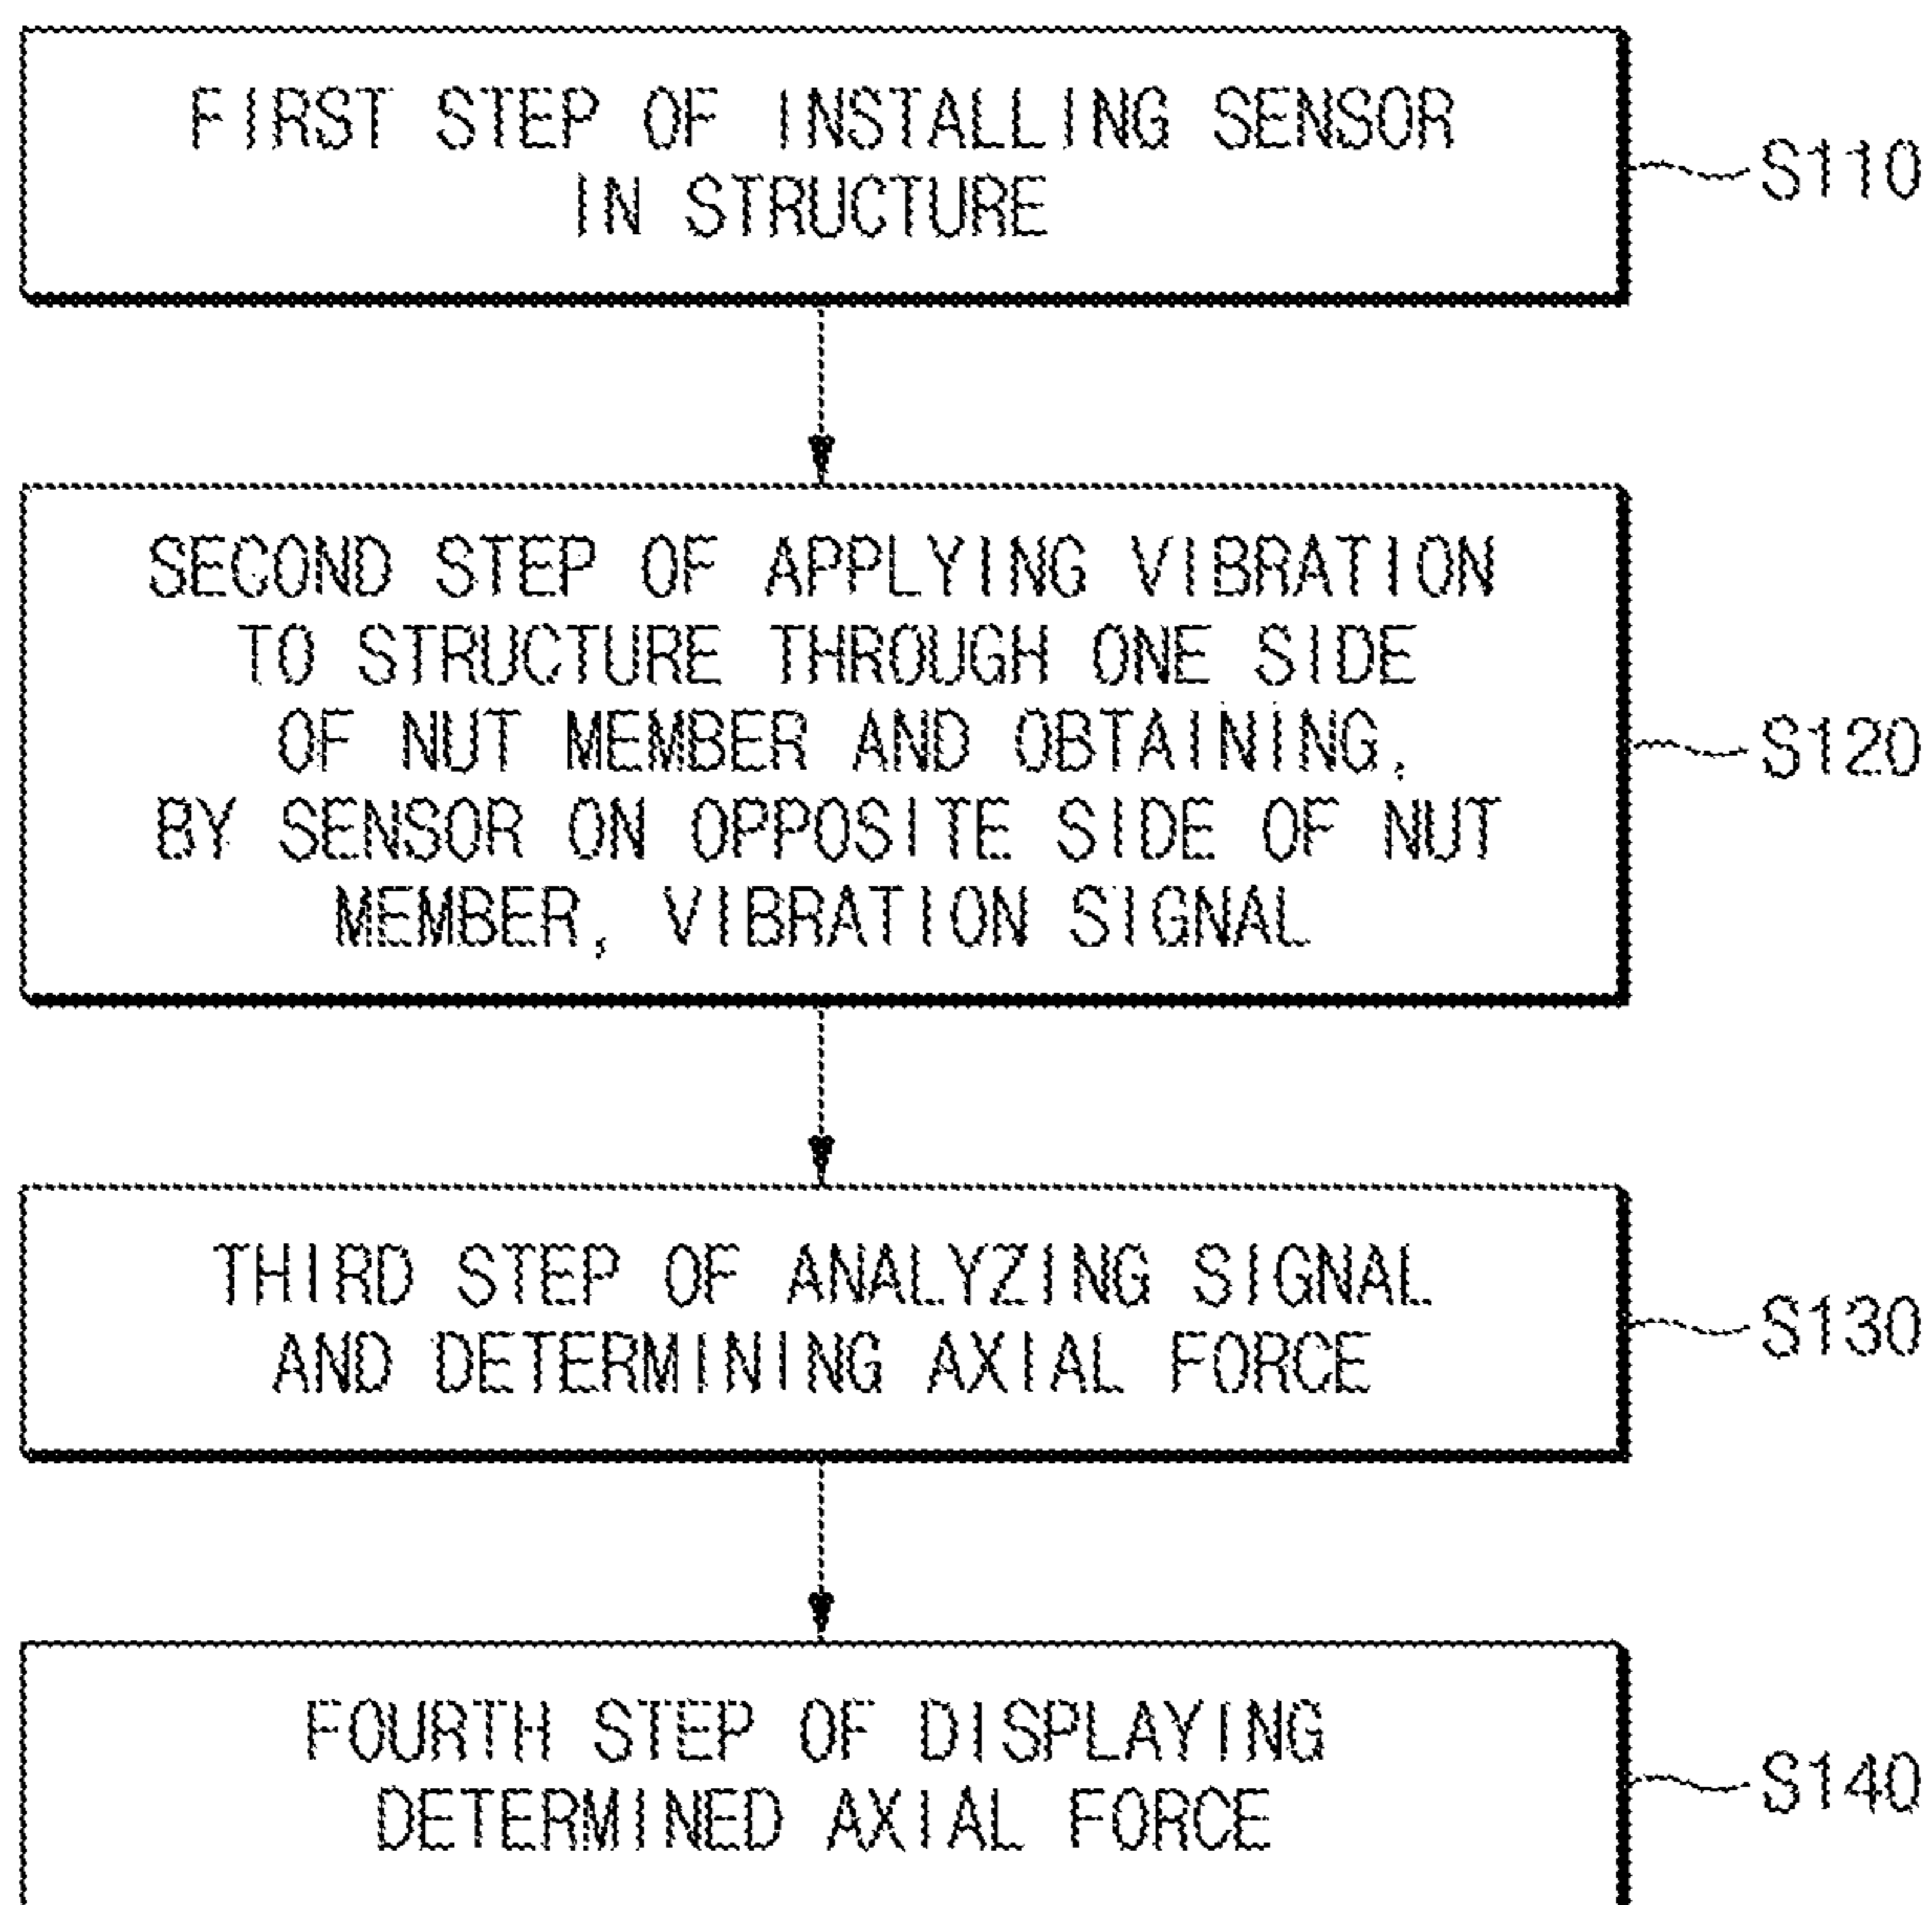 FIRST STEP OF INSTALLING SENSOR
IN STRUCTURE
S110
SECOND STEP OF APPLYING VIBRATION
TO STRUCTURE THROUGH ONE SIDE
OF NUT MEMBER AND OBTAINING,
BY SENSOR ON OPPOSITE SIDE OF NUT
MEMBER, VIBRATION SIGNAL
S120
THIRD STEP OF ANALYZING SIGNAL
AND DETERMINING AXIAL FORCE
S130
FOURTH STEP OF DISPLAYING
DETERMINED AXIAL FORCE
S140